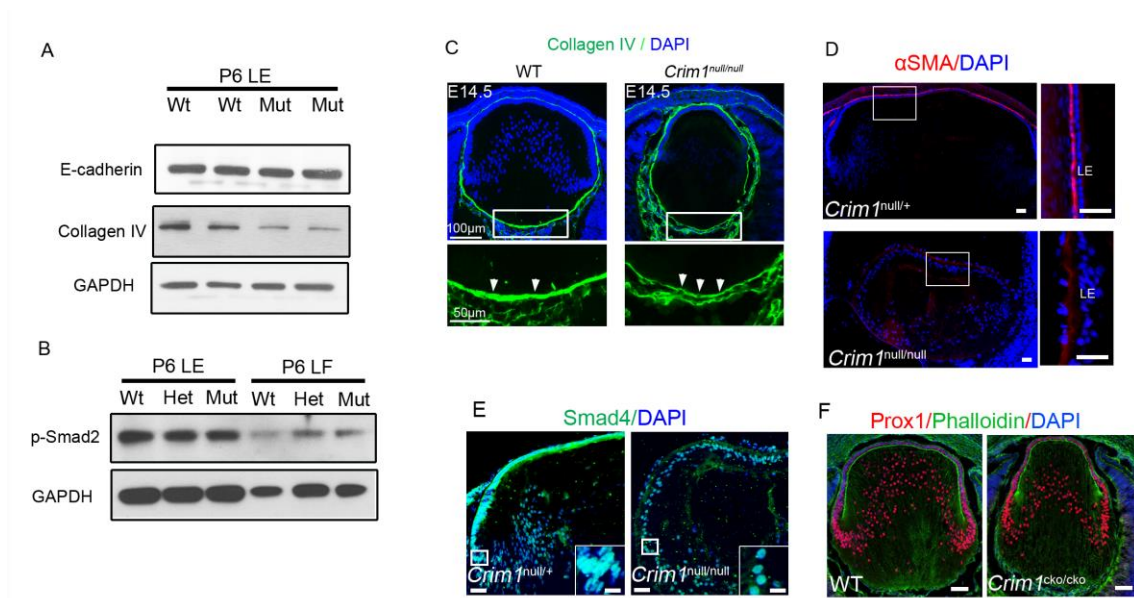 A
P6 LE
Wt Wt Mut Mut
E-cadherin
Collagen IV
GAPDH
B
P6 LE P6 LF
Wt Het Mut Wt Het Mut
p-Smad2
GAPDH
C
Collagen IV / DAPI
WT Crim1null/null
E14.5 E14.5
100μm
50μm
D
αSMA/DAPI
LE
Crim1null/+
LE
Crim1null/null
E
Smad4/DAPI
Crim1null/+ Crim1null/null
F
Prox1/Phalloidin/DAPI
WT Crim1cko/cko